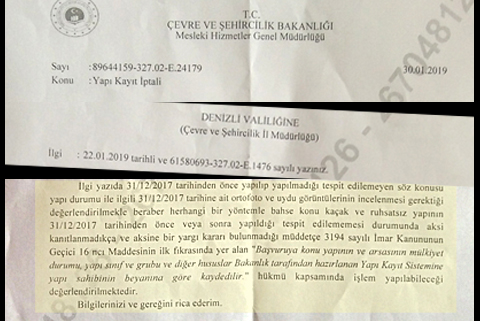 T.C.
ÇEVRE VE ŞEHİRCİLİK BAKANLIĞI
Mesleki Hizmetler Genel Müdürlüğü
Sayı :89644159-327.02-E.24179 30.01.2019
Konu : Yapı Kayıt İptali
DENİZLİ VALİLİĞİNE
(Çevre ve Şehircilik İl Müdürlüğü)
İlgi : 22.01.2019 tarihli ve 61580693-327.02-E.1476 sayılı yazınız.
İlgi yazıda 31/12/2017 tarihinden önce yapılıp yapılmadığı tespit edilemeyen söz konusu
yapı durumu ile ilgili 31/12/2017 tarihine ait ortofoto ve uydu görüntülerinin incelenmesi gerektiği
değerlendirilmekle beraber herhangi bir yöntemle bahse konu kaçak ve ruhsatsız yapının
31/12/2017 tarihinden önce veya sonra yapıldığı tespit edilememesi durumunda aksi
kanıtlanmadıkça ve aksine bir yargı kararı bulunmadığı müddetçe 3194 sayılı İmar Kanununun
Geçici 16 ncı Maddesinin ilk fıkrasında yer alan "Başvuruya konu yapının ve arsasının mülkiyet
durumu, yapı sınıf ve grubu ve diğer hususlar Bakanlık tarafından hazırlanan Yapı Kayıt Sistemine
yapı sahibinin beyanına göre kaydedilir." hükmü kapsamında işlem yapılabileceği
değerlendirilmektedir.
Bilgilerinizi ve gereğini rica ederim.